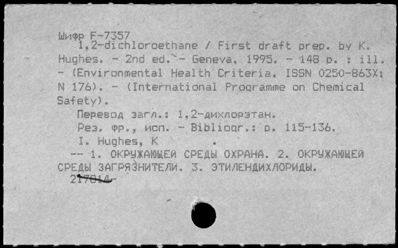 Шифр F-7357
1,2-dichloroethane / First draft prep. by K.
Hughes. - 2nd ed. - Geneva, 1995. - 148 p. : ill.
- (Environmental Health Criteria, ISSN 0250-863X;
N 176). - (International Programme on Chemical
Safety).
Перевод загл.: 1,2-дихлорэтан.
Рез. фр., исп. - Bibliogr.: p. 115-136.
I. Hughes, K .
-- 1. ОКРУЖАЮЩЕЙ СРЕДЫ ОХРАНА. 2. ОКРУЖАЮЩЕЙ
СРЕДЫ ЗАГРЯЗНИТЕЛИ. 3. ЭТИЛЕНДИХЛОРИДЫ.